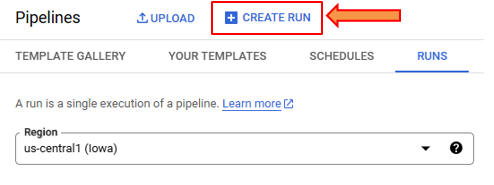 Pipelines UPLOAD CREATE RUN
TEMPLATE GALLERY YOUR TEMPLATES SCHEDULES RUNS
A run is a single execution of a pipeline. Learn more
Region
us-central1 (Iowa) ?